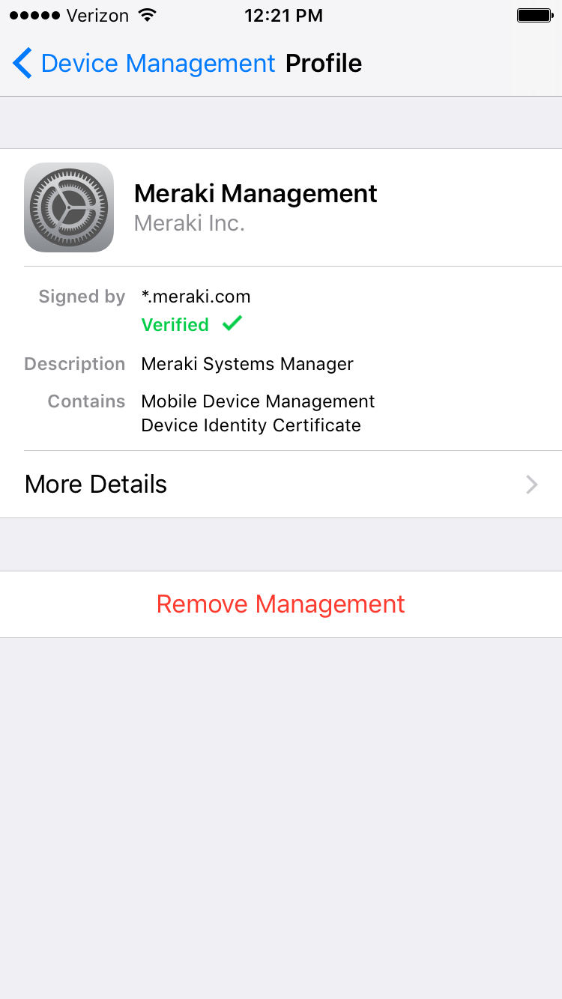 Verizon 12:21 PM
Device Management Profile
Meraki Management
Meraki Inc.
Signed by *.meraki.com
Verified
Description Meraki Systems Manager
Contains Mobile Device Management
Device Identity Certificate
More Details
Remove Management